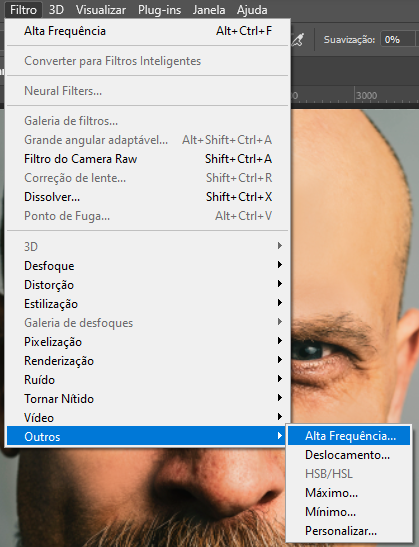 Filtro 3D Visualizar Plug-ins Janela Ajuda
Alta Frequência Alt+Ctrl+F
Suavização: 0%
Converter para Filtros Inteligentes
Neural Filters...
3000
Galeria de filtros...
Grande angular adaptável... Alt+Shift+Ctrl+A
Filtro do Camera Raw Shift+Ctrl+A
Correção de lente... Shift+Ctrl+R
Dissolver... Shift+Ctrl+X
Ponto de Fuga... Alt+Ctrl+V
3D
Desfoque
Distorção
Estilização
Galeria de desfoques
Pixelização
Renderização
Ruído
Tornar Nítido
Vídeo
Outros
Alta Frequência...
Deslocamento...
HSB/HSL
Máximo...
Mínimo...
Personalizar...